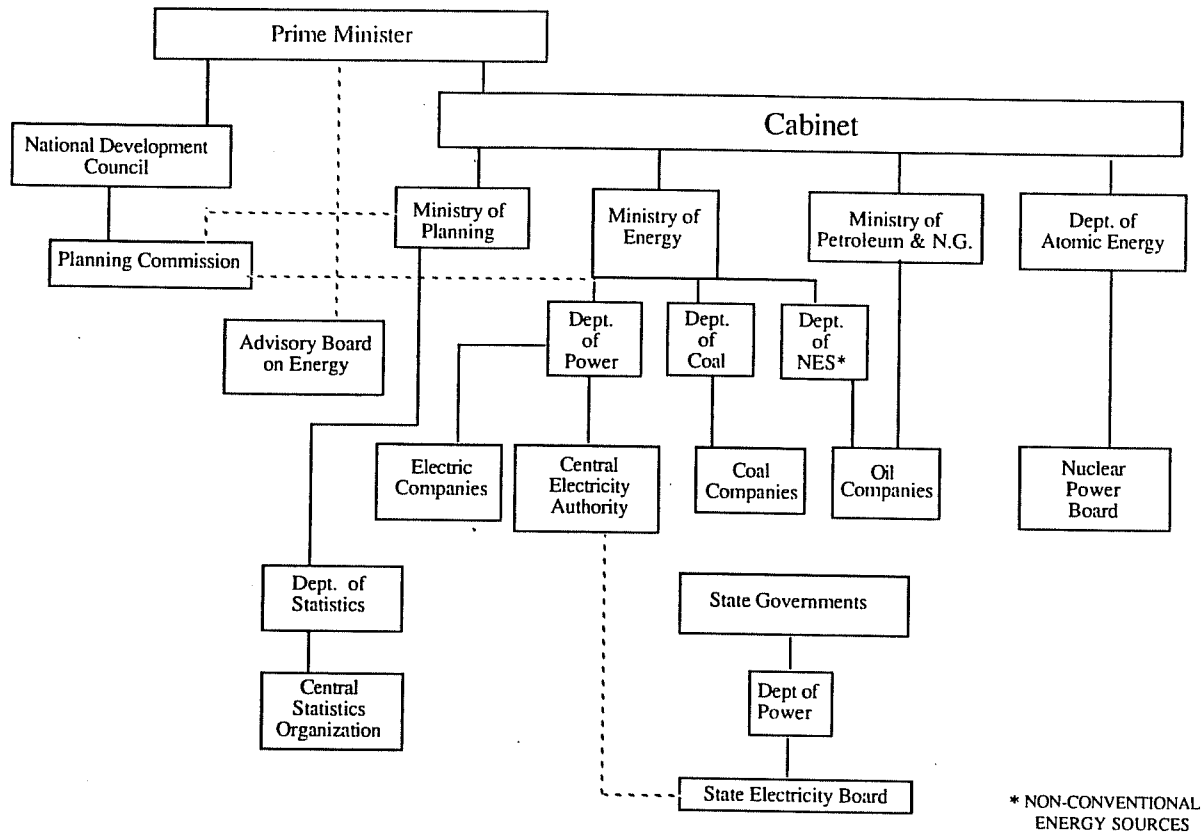 Prime Minister
Cabinet
National Development
Council
Ministry of
Planning
Ministry of
Energy
Ministry of
Petroleum & N.G.
Dept. of
Atomic Energy
Planning Commission
Advisory Board
on Energy
Dept.
of
Power
Dept.
of
Coal
Dept.
of
NES*
Electric
Companies
Central
Electricity
Authority
Coal
Companies
Oil
Companies
Nuclear
Power
Board
Dept. of
Statistics
State Governments
Central
Statistics
Organization
Dept of
Power
State Electricity Board
* NON-CONVENTIONAL
ENERGY SOURCES